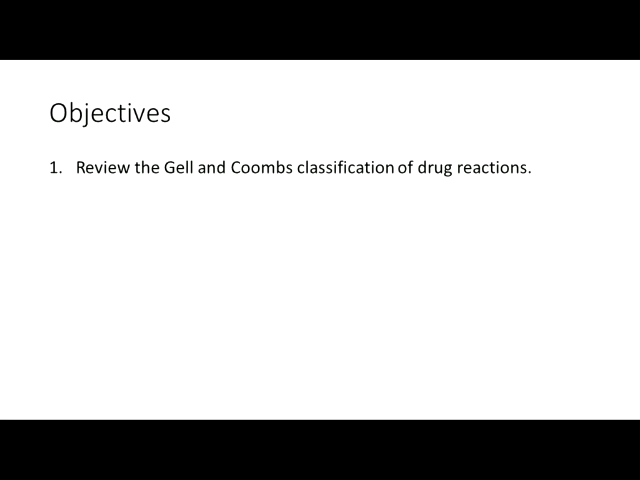 Objectives
1. Review the Gell and Coombs classification of drug reactions.